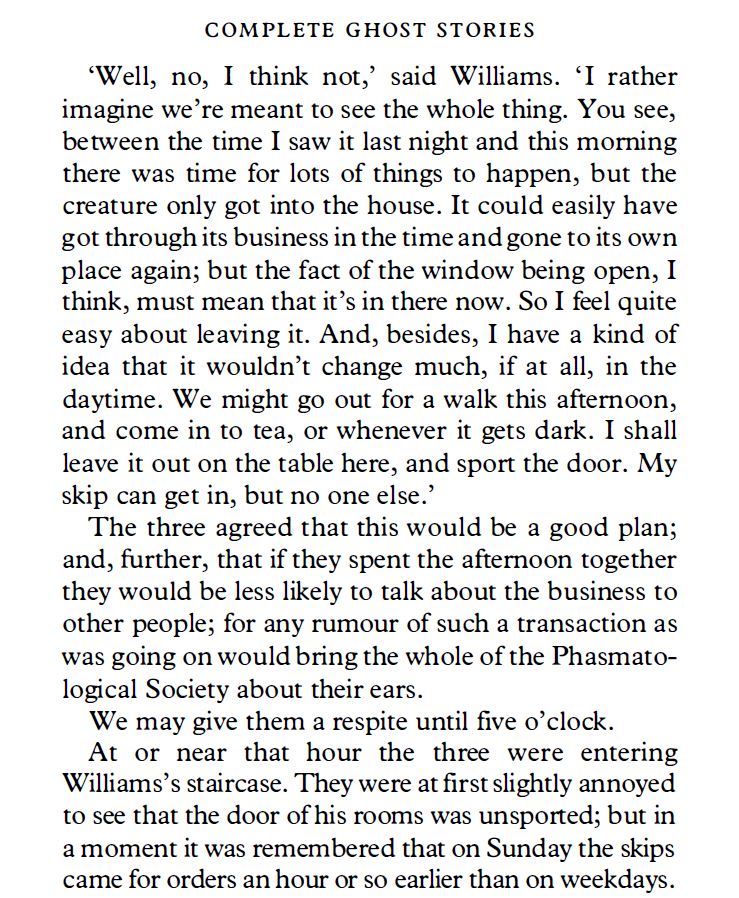 COMPLETE GHOST STORIES
‘Well, no, I think not,’ said Williams. ‘I rather
imagine we’re meant to see the whole thing. You see,
between the time I saw it last night and this morning
there was time for lots of things to happen, but the
creature only got into the house. It could easily have
got through its business in the time and gone to its own
place again; but the fact of the window being open, I
think, must mean that it’s in there now. So I feel quite
easy about leaving it. And, besides, I have a kind of
idea that it wouldn’t change much, if at all, in the
daytime. We might go out for a walk this afternoon,
and come in to tea, or whenever it gets dark. I shall
leave it out on the table here, and sport the door. My
skip can get in, but no one else.’
The three agreed that this would be a good plan;
and, further, that if they spent the afternoon together
they would be less likely to talk about the business to
other people; for any rumour of such a transaction as
was going on would bring the whole of the Phasmato-
logical Society about their ears.
We may give them a respite until five o’clock.
At or near that hour the three were entering
Williams’s staircase. They were at first slightly annoyed
to see that the door of his rooms was unsported; but in
a moment it was remembered that on Sunday the skips
came for orders an hour or so earlier than on weekdays.